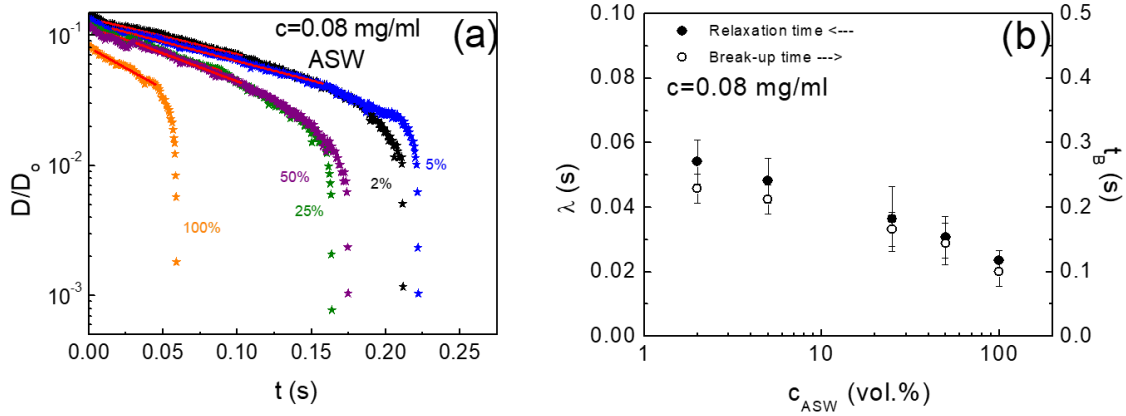 c=0.08 mg/ml
(a)
ASW
10^-1
10^-2
10^-3
D/D_o
5%
2%
50%
25%
100%
0.00 0.05 0.10 0.15 0.20 0.25
t (s)
(b)
Relaxation time <---
Break-up time --->
c=0.08 mg/ml
0.10
0.08
0.06
0.04
0.02
0.00
λ (s)
0.5
0.4
0.3
0.2
0.1
0.0
t_B (s)
1 10 100
c_ASW (vol.%)